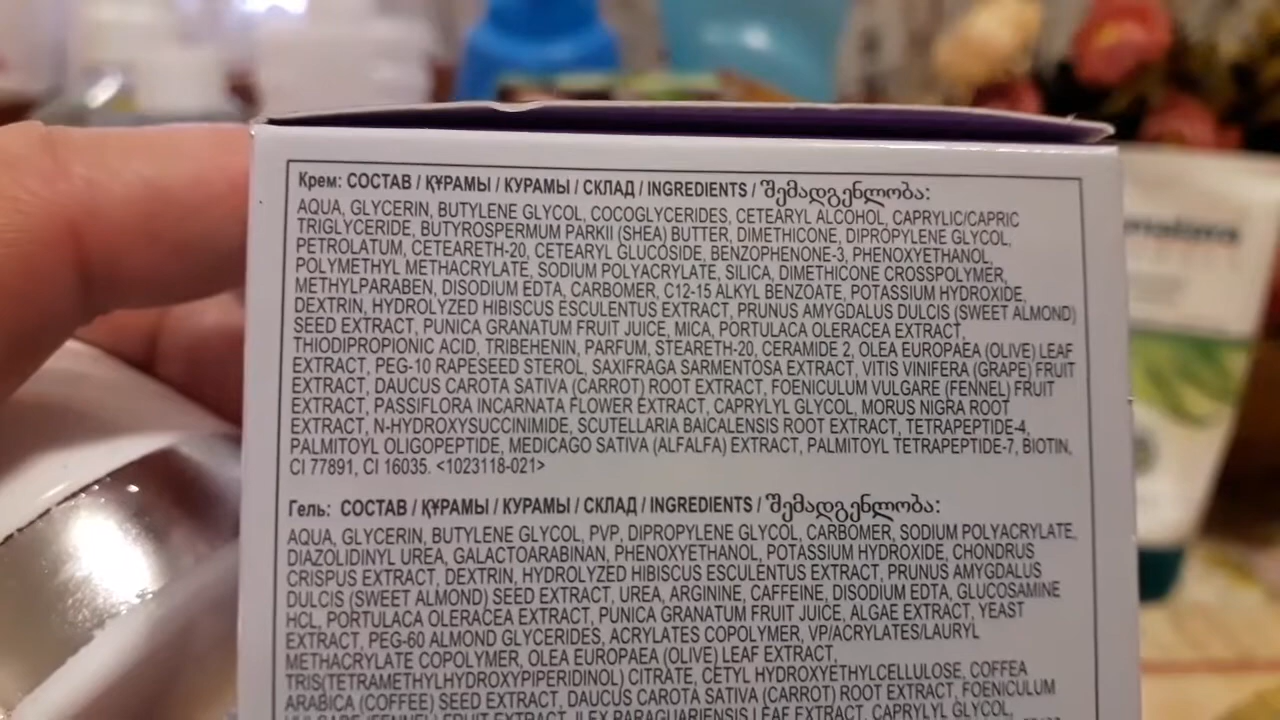 Крем: СОСТАВ / ҚҰРАМЫ / КУРАМЫ / СКЛАД / INGREDIENTS / შემადგენლობა:
AQUA, GLYCERIN, BUTYLENE GLYCOL, COCOGLYCERIDES, CETEARYL ALCOHOL, CAPRYLIC/CAPRIC
TRIGLYCERIDE, BUTYROSPERMUM PARKII (SHEA) BUTTER, DIMETHICONE, DIPROPYLENE GLYCOL,
PETROLATUM, CETEARETH-20, CETEARYL GLUCOSIDE, BENZOPHENONE-3, PHENOXYETHANOL,
POLYMETHYL METHACRYLATE, SODIUM POLYACRYLATE, SILICA, DIMETHICONE CROSSPOLYMER,
METHYLPARABEN, DISODIUM EDTA, CARBOMER, C12-15 ALKYL BENZOATE, POTASSIUM HYDROXIDE,
DEXTRIN, HYDROLYZED HIBISCUS ESCULENTUS EXTRACT, PRUNUS AMYGDALUS DULCIS (SWEET ALMOND)
SEED EXTRACT, PUNICA GRANATUM FRUIT JUICE, MICA, PORTULACA OLERACEA EXTRACT,
THIODIPROPIONIC ACID, TRIBEHENIN, PARFUM, STEARETH-20, CERAMIDE 2, OLEA EUROPAEA (OLIVE) LEAF
EXTRACT, PEG-10 RAPESEED STEROL, SAXIFRAGA SARMENTOSA EXTRACT, VITIS VINIFERA (GRAPE) FRUIT
EXTRACT, DAUCUS CAROTA SATIVA (CARROT) ROOT EXTRACT, FOENICULUM VULGARE (FENNEL) FRUIT
EXTRACT, PASSIFLORA INCARNATA FLOWER EXTRACT, CAPRYLYL GLYCOL, MORUS NIGRA ROOT
EXTRACT, N-HYDROXYSUCCINIMIDE, SCUTELLARIA BAICALENSIS ROOT EXTRACT, TETRAPEPTIDE-4,
PALMITOYL OLIGOPEPTIDE, MEDICAGO SATIVA (ALFALFA) EXTRACT, PALMITOYL TETRAPEPTIDE-7, BIOTIN,
CI 77891, CI 16035. <1023118-021>
Гель: СОСТАВ / ҚҰРАМЫ / КУРАМЫ / СКЛАД / INGREDIENTS / შემადგენლობა:
AQUA, GLYCERIN, BUTYLENE GLYCOL, PVP, DIPROPYLENE GLYCOL, CARBOMER, SODIUM POLYACRYLATE,
DIAZOLIDINYL UREA, GALACTOARABINAN, PHENOXYETHANOL, POTASSIUM HYDROXIDE, CHONDRUS
CRISPUS EXTRACT, DEXTRIN, HYDROLYZED HIBISCUS ESCULENTUS EXTRACT, PRUNUS AMYGDALUS
DULCIS (SWEET ALMOND) SEED EXTRACT, UREA, ARGININE, CAFFEINE, DISODIUM EDTA, GLUCOSAMINE
HCL, PORTULACA OLERACEA EXTRACT, PUNICA GRANATUM FRUIT JUICE, ALGAE EXTRACT, YEAST
EXTRACT, PEG-60 ALMOND GLYCERIDES, ACRYLATES COPOLYMER, VP/ACRYLATES/LAURYL
METHACRYLATE COPOLYMER, OLEA EUROPAEA (OLIVE) LEAF EXTRACT,
TRIS(TETRAMETHYLHYDROXYPIPERIDINOL) CITRATE, CETYL HYDROXYETHYLCELLULOSE, COFFEA
ARABICA (COFFEE) SEED EXTRACT, DAUCUS CAROTA SATIVA (CARROT) ROOT EXTRACT, FOENICULUM
VULGARE (FENNEL) FRUIT EXTRACT, ILEX PARAGUARIENSIS LEAF EXTRACT, CAPRYLYL GLYCOL,